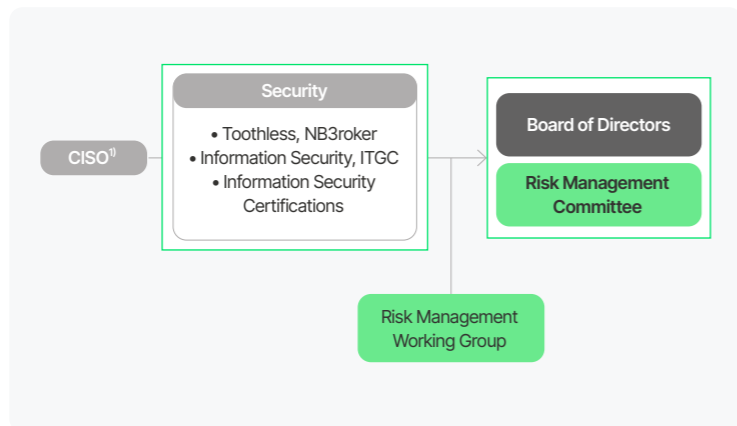 CISO1)
Security
• Toothless, NB3roker
• Information Security, ITGC
• Information Security
Certifications
Board of Directors
Risk Management
Committee
Risk Management
Working Group